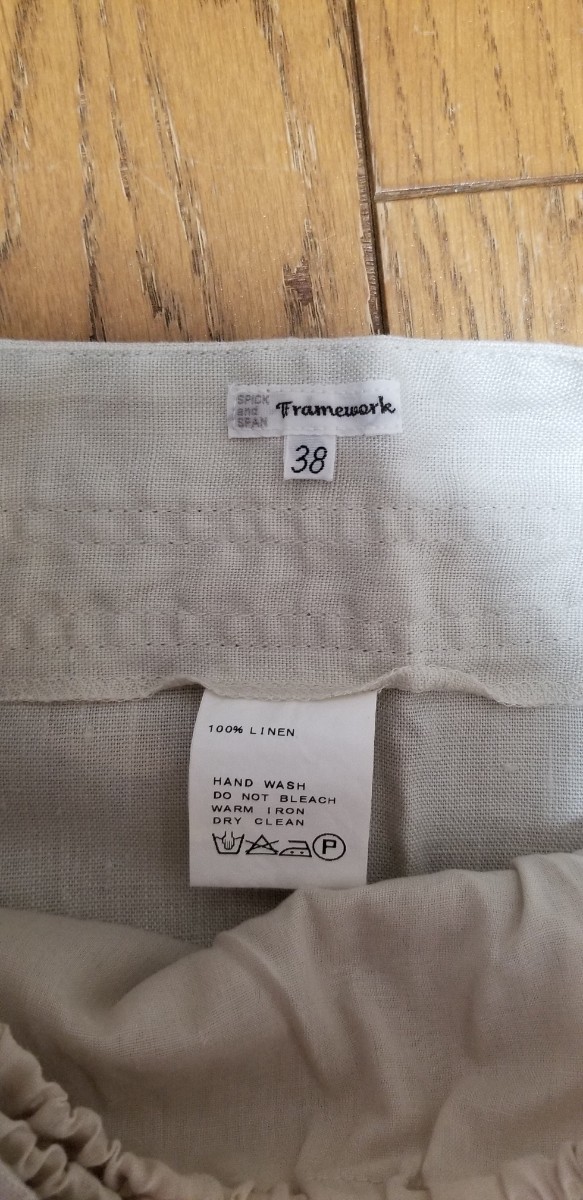 SPICK
and
SPAN
Framework
38
100% LINEN
HAND WASH
DO NOT BLEACH
WARM IRON
DRY CLEAN
P